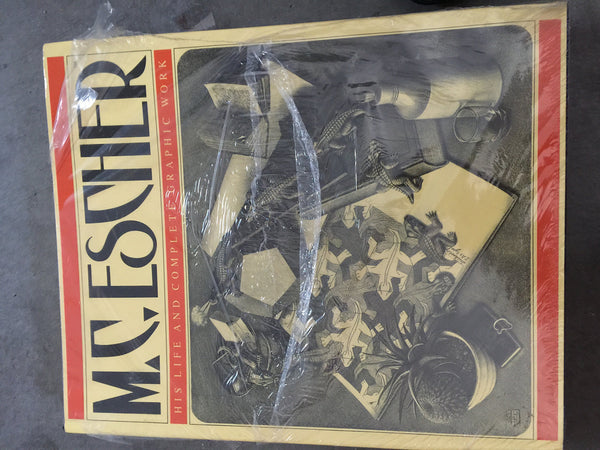 M.C. ESCHER
HIS LIFE AND COMPLETE GRAPHIC WORK